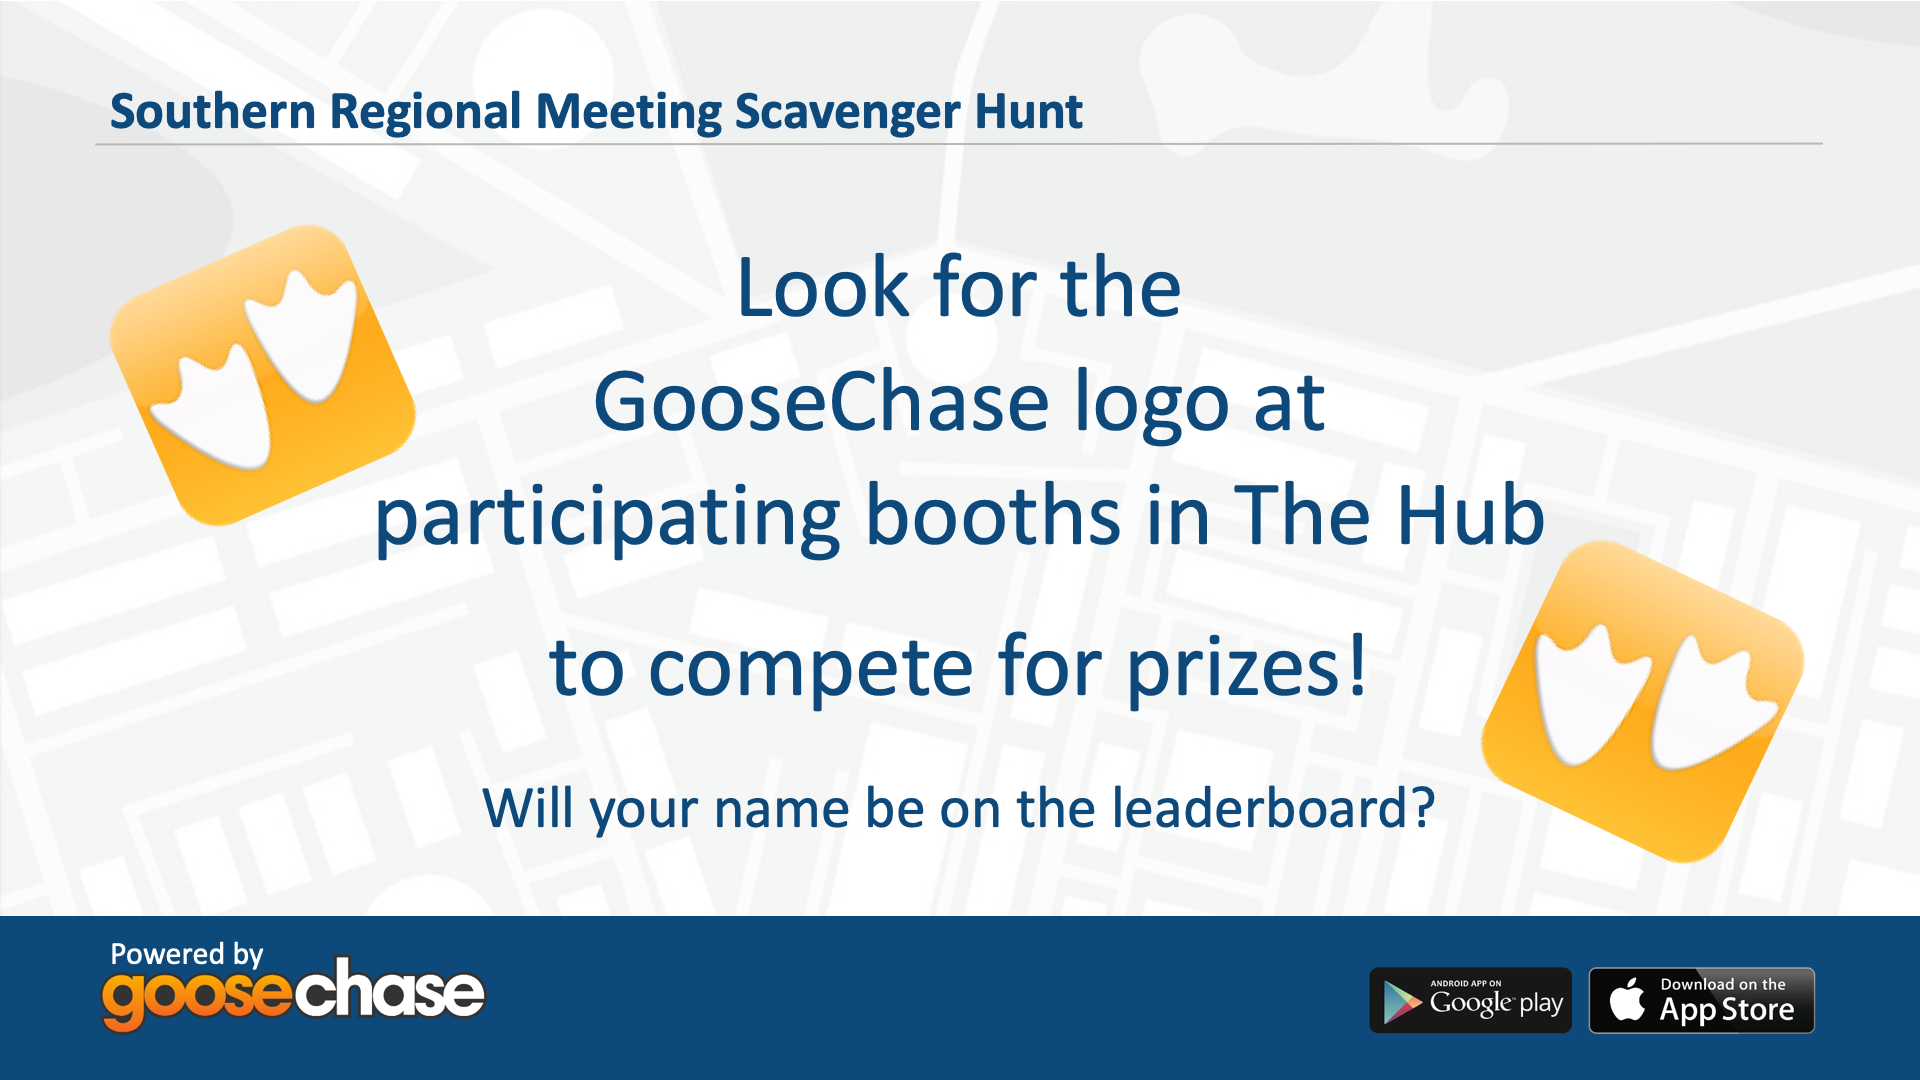 Southern Regional Meeting Scavenger Hunt
Look for the
GooseChase logo at
participating booths in The Hub
to compete for prizes!
Will your name be on the leaderboard?
Powered by
goosechase
ANDROID APP ON
Google play
Download on the
App Store